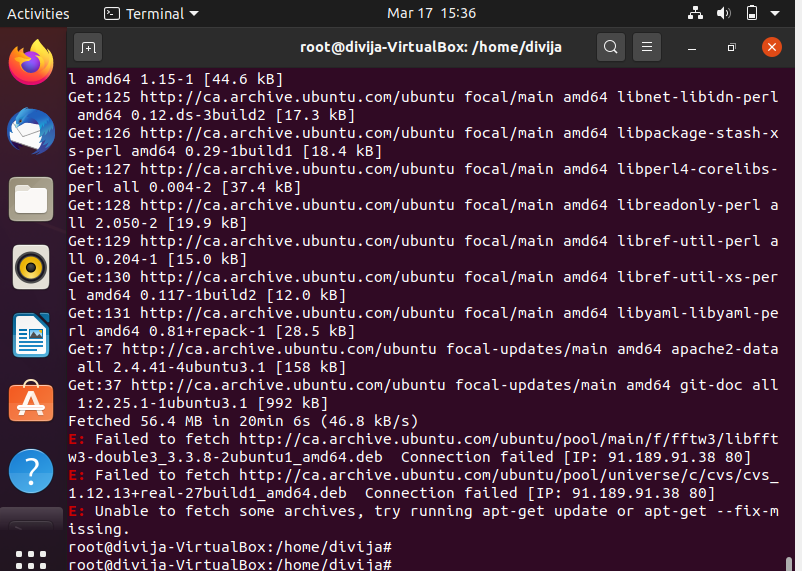 Activities
Terminal
Mar 17 15:36
root@divija-VirtualBox: /home/divija
l amd64 1.15-1 [44.6 kB]
Get:125 http://ca.archive.ubuntu.com/ubuntu focal/main amd64 libnet-libidn-perl
 amd64 0.12.ds-3build2 [17.3 kB]
Get:126 http://ca.archive.ubuntu.com/ubuntu focal/main amd64 libpackage-stash-x
s-perl amd64 0.29-1build1 [18.4 kB]
Get:127 http://ca.archive.ubuntu.com/ubuntu focal/main amd64 libperl4-corelibs-
perl all 0.004-2 [37.4 kB]
Get:128 http://ca.archive.ubuntu.com/ubuntu focal/main amd64 libreadonly-perl a
ll 2.050-2 [19.9 kB]
Get:129 http://ca.archive.ubuntu.com/ubuntu focal/main amd64 libref-util-perl a
ll 0.204-1 [15.0 kB]
Get:130 http://ca.archive.ubuntu.com/ubuntu focal/main amd64 libref-util-xs-per
l amd64 0.117-1build2 [12.0 kB]
Get:131 http://ca.archive.ubuntu.com/ubuntu focal/main amd64 libyaml-libyaml-pe
rl amd64 0.81+repack-1 [28.5 kB]
Get:7 http://ca.archive.ubuntu.com/ubuntu focal-updates/main amd64 apache2-data
 all 2.4.41-4ubuntu3.1 [158 kB]
Get:37 http://ca.archive.ubuntu.com/ubuntu focal-updates/main amd64 git-doc all
 1:2.25.1-1ubuntu3.1 [992 kB]
Fetched 56.4 MB in 20min 6s (46.8 kB/s)
E: Failed to fetch http://ca.archive.ubuntu.com/ubuntu/pool/main/f/fftw3/libfft
w3-double3_3.3.8-2ubuntu1_amd64.deb  Connection failed [IP: 91.189.91.38 80]
E: Failed to fetch http://ca.archive.ubuntu.com/ubuntu/pool/universe/c/cvs/cvs_
1.12.13+real-27build1_amd64.deb  Connection failed [IP: 91.189.91.38 80]
E: Unable to fetch some archives, try running apt-get update or apt-get --fix-m
issing.
root@divija-VirtualBox:/home/divija#
root@divija-VirtualBox:/home/divija#